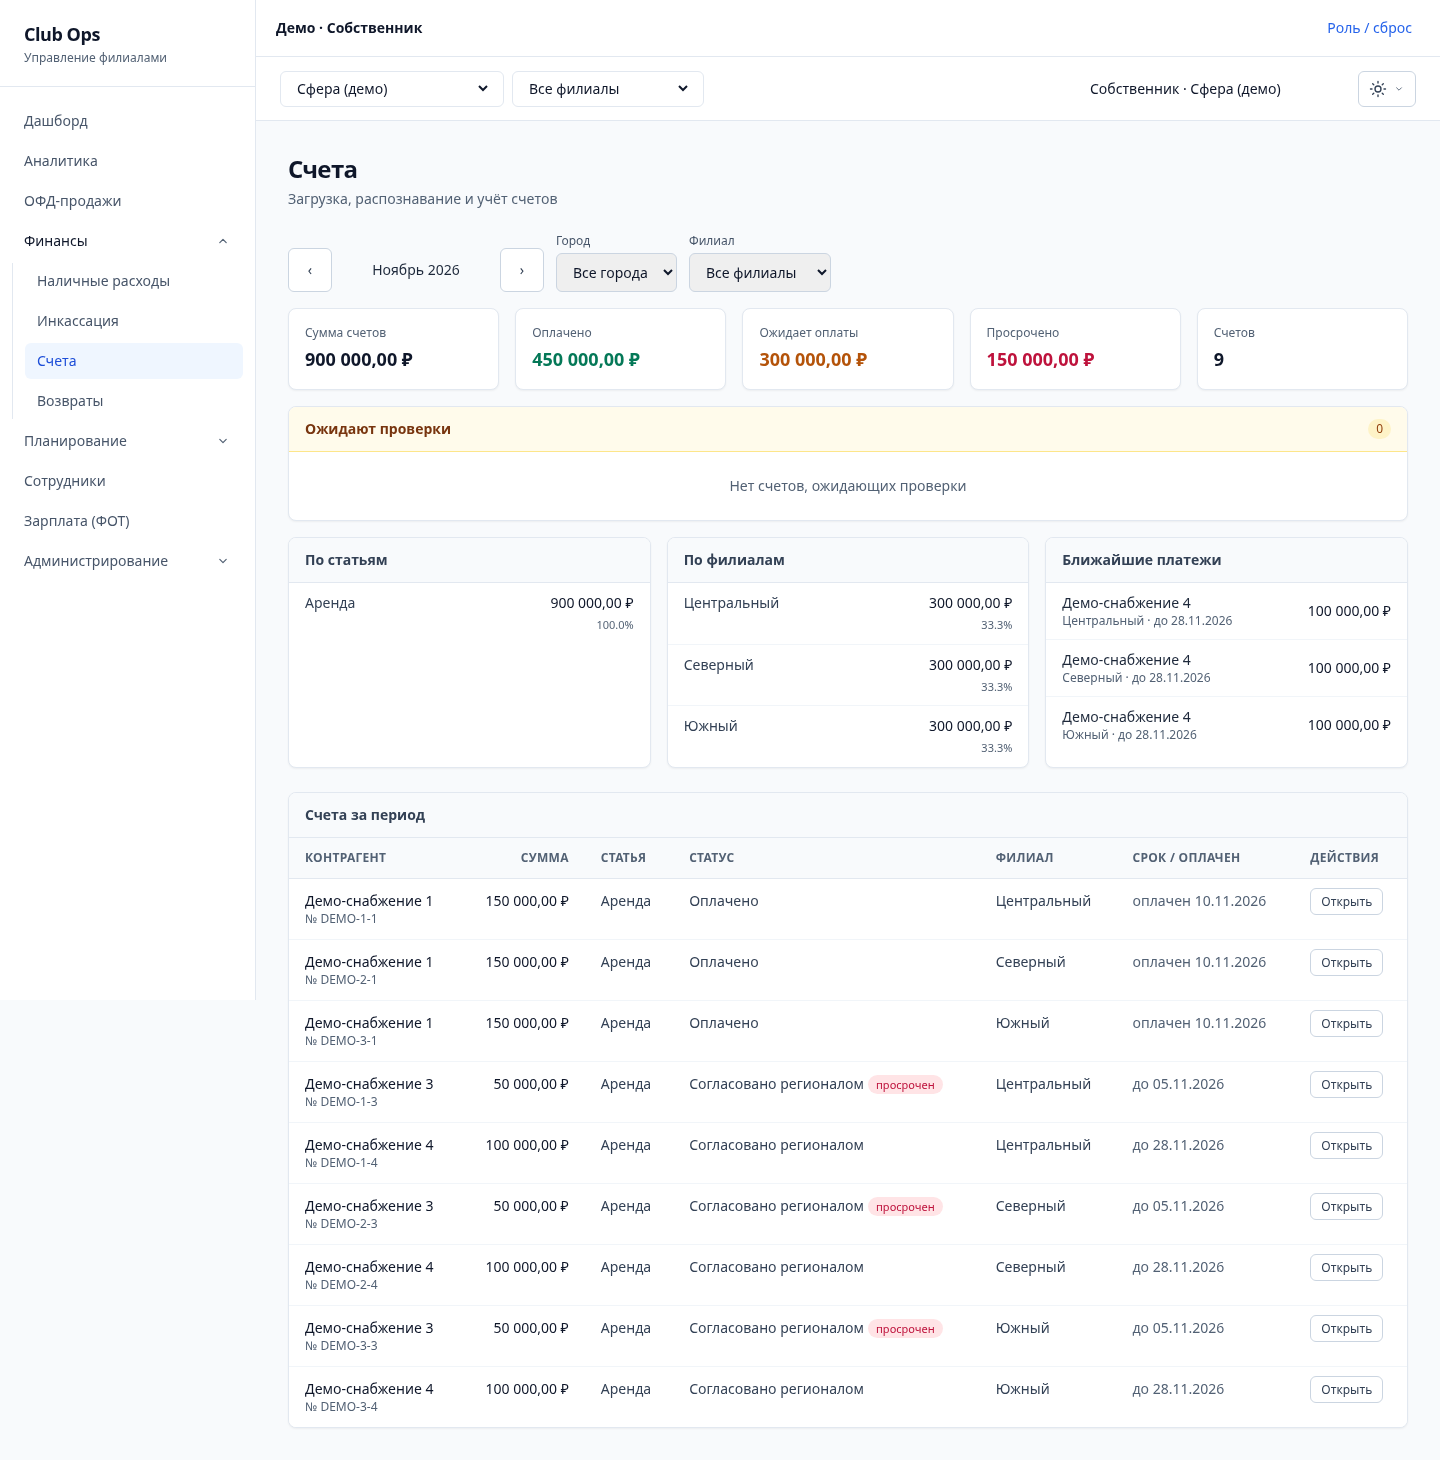 Club Ops
Управление филиалами
Дашборд
Аналитика
ОФД-продажи
Финансы
Наличные расходы
Инкассация
Счета
Возвраты
Планирование
Сотрудники
Зарплата (ФОТ)
Администрирование
Демо · Собственник
Роль / сброс
Сфера (демо)
Все филиалы
Собственник · Сфера (демо)
Счета
Загрузка, распознавание и учёт счетов
‹
Ноябрь 2026
›
Город
Все города
Филиал
Все филиалы
Сумма счетов
900 000,00 ₽
Оплачено
450 000,00 ₽
Ожидает оплаты
300 000,00 ₽
Просрочено
150 000,00 ₽
Счетов
9
Ожидают проверки
0
Нет счетов, ожидающих проверки
По статьям
Аренда 900 000,00 ₽
100.0%
По филиалам
Центральный 300 000,00 ₽
33.3%
Северный 300 000,00 ₽
33.3%
Южный 300 000,00 ₽
33.3%
Ближайшие платежи
Демо-снабжение 4
Центральный · до 28.11.2026
100 000,00 ₽
Демо-снабжение 4
Северный · до 28.11.2026
100 000,00 ₽
Демо-снабжение 4
Южный · до 28.11.2026
100 000,00 ₽
Счета за период
КОНТРАГЕНТ СУММА СТАТЬЯ СТАТУС ФИЛИАЛ СРОК / ОПЛАЧЕН ДЕЙСТВИЯ
Демо-снабжение 1 150 000,00 ₽ Аренда Оплачено Центральный оплачен 10.11.2026 Открыть
№ DEMO-1-1
Демо-снабжение 1 150 000,00 ₽ Аренда Оплачено Северный оплачен 10.11.2026 Открыть
№ DEMO-2-1
Демо-снабжение 1 150 000,00 ₽ Аренда Оплачено Южный оплачен 10.11.2026 Открыть
№ DEMO-3-1
Демо-снабжение 3 50 000,00 ₽ Аренда Согласовано регионалом просрочен Центральный до 05.11.2026 Открыть
№ DEMO-1-3
Демо-снабжение 4 100 000,00 ₽ Аренда Согласовано регионалом Центральный до 28.11.2026 Открыть
№ DEMO-1-4
Демо-снабжение 3 50 000,00 ₽ Аренда Согласовано регионалом просрочен Северный до 05.11.2026 Открыть
№ DEMO-2-3
Демо-снабжение 4 100 000,00 ₽ Аренда Согласовано регионалом Северный до 28.11.2026 Открыть
№ DEMO-2-4
Демо-снабжение 3 50 000,00 ₽ Аренда Согласовано регионалом просрочен Южный до 05.11.2026 Открыть
№ DEMO-3-3
Демо-снабжение 4 100 000,00 ₽ Аренда Согласовано регионалом Южный до 28.11.2026 Открыть
№ DEMO-3-4